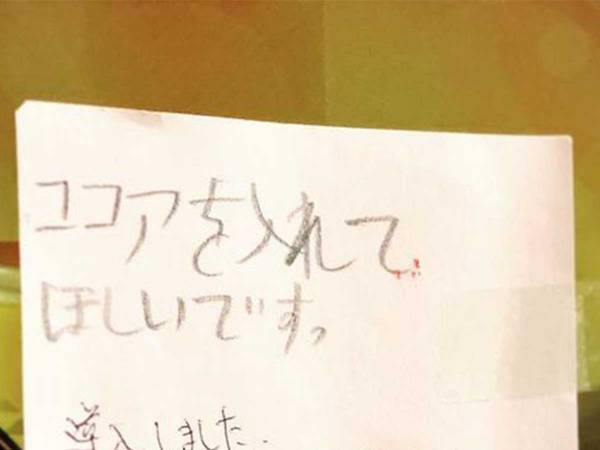 ココアを入れて
ほしいです。
導入しました.